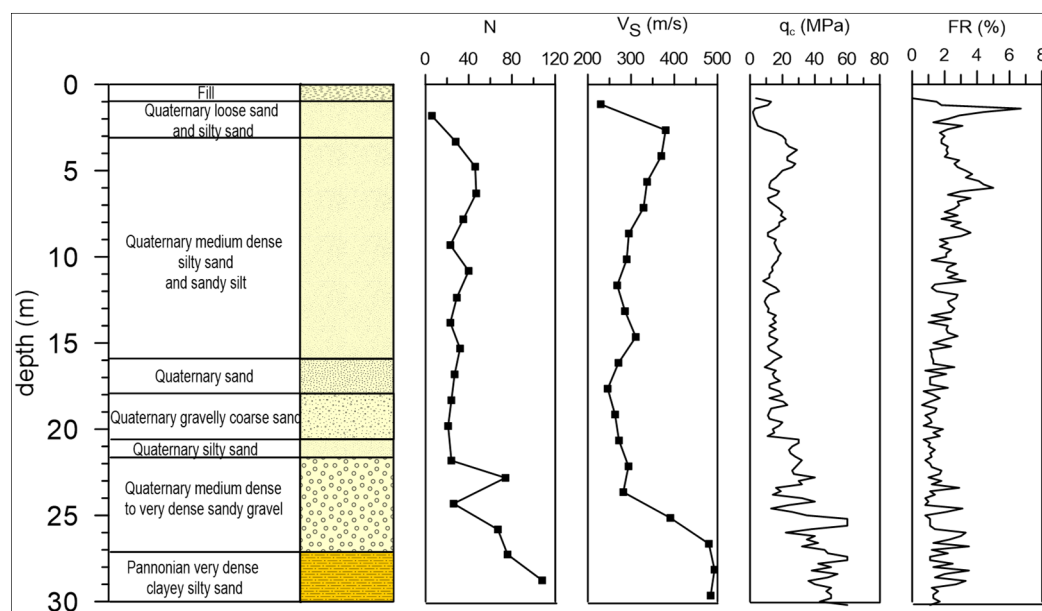 N
V_S (m/s)
q_c (MPa)
FR (%)
0 40 80 120
200 300 400 500
0 20 40 60 80
0 2 4 6 8
depth (m)
0
5
10
15
20
25
30
Fill
Quaternary loose sand
and silty sand
Quaternary medium dense
silty sand
and sandy silt
Quaternary sand
Quaternary gravelly coarse sand
Quaternary silty sand
Quaternary medium dense
to very dense sandy gravel
Pannonian very dense
clayey silty sand